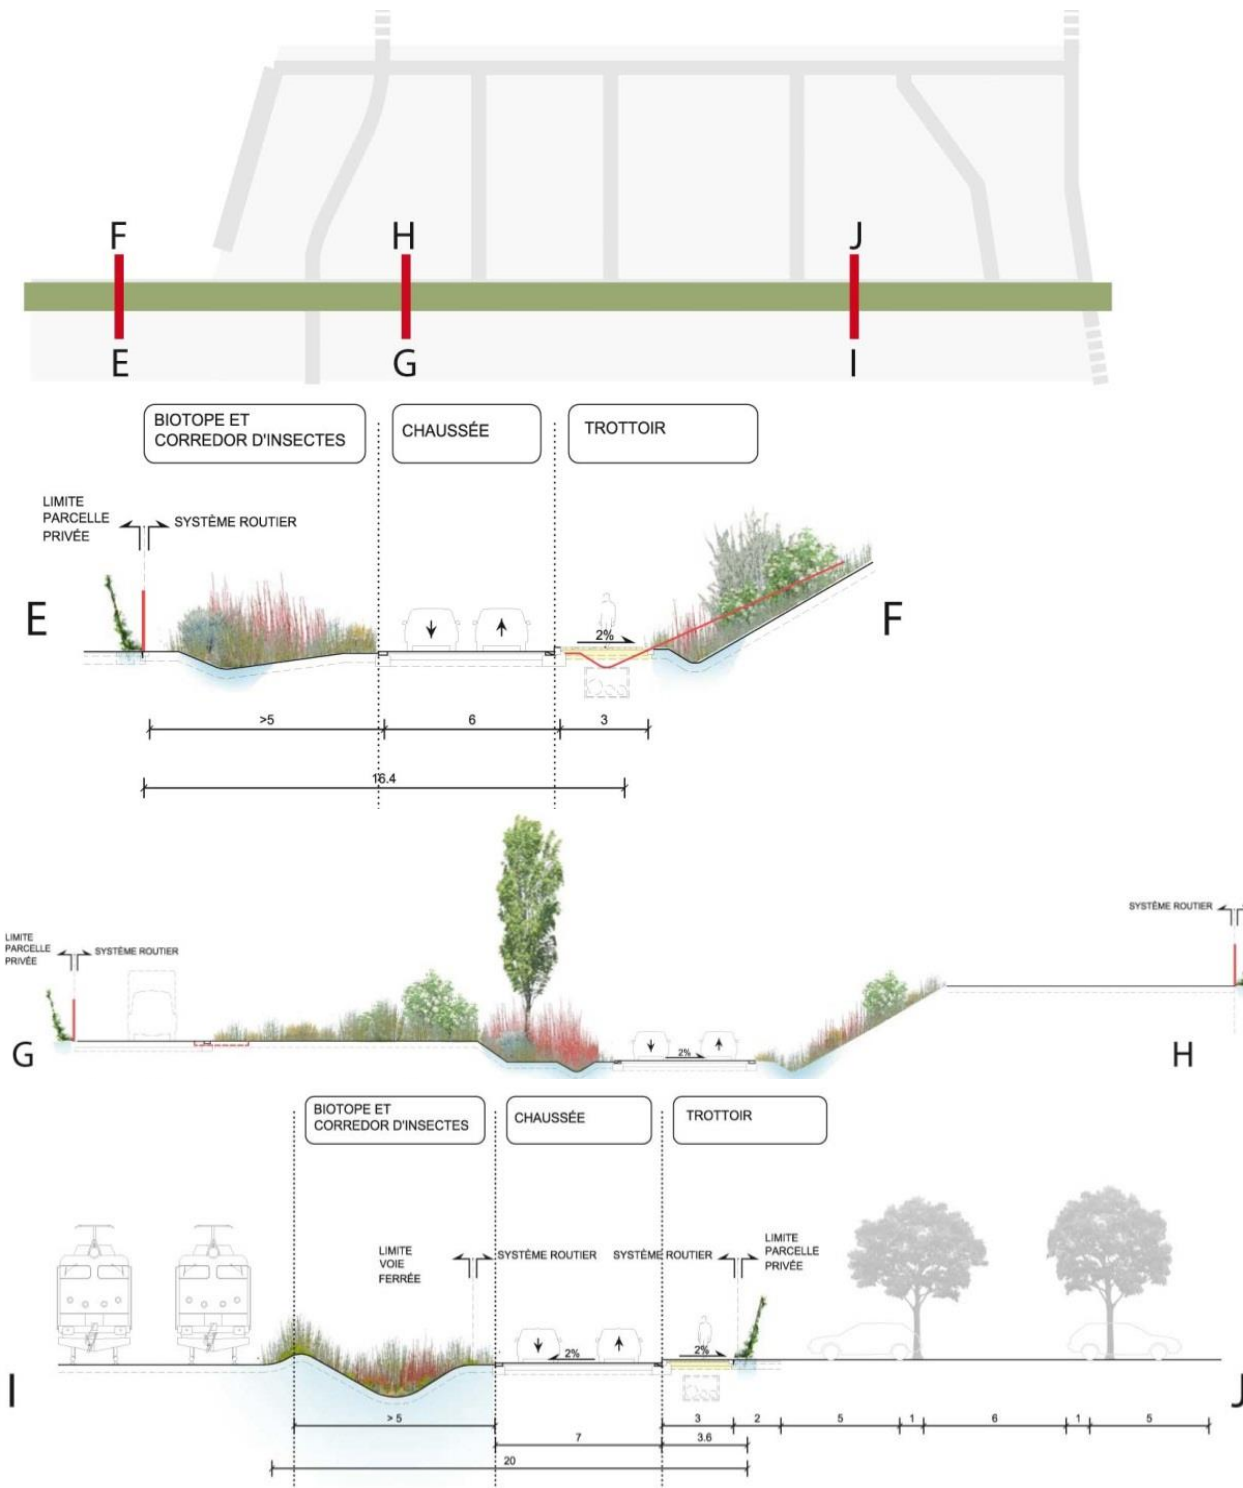 F
H
J
E
G
I
BIOTOPE ET
CORREDOR D'INSECTES
CHAUSSÉE
TROTTOIR
LIMITE
PARCELLE
PRIVÉE
SYSTÈME ROUTIER
E
2%
F
>5
6
3
16.4
SYSTÈME ROUTIER
LIMITE
PARCELLE
PRIVÉE
SYSTÈME ROUTIER
G
2%
H
BIOTOPE ET
CORREDOR D'INSECTES
CHAUSSÉE
TROTTOIR
LIMITE
VOIE
FERRÉE
SYSTÈME ROUTIER
SYSTÈME ROUTIER
LIMITE
PARCELLE
PRIVÉE
2%
2%
I
J
> 5
3
2
5
1
6
1
5
7
3.6
20